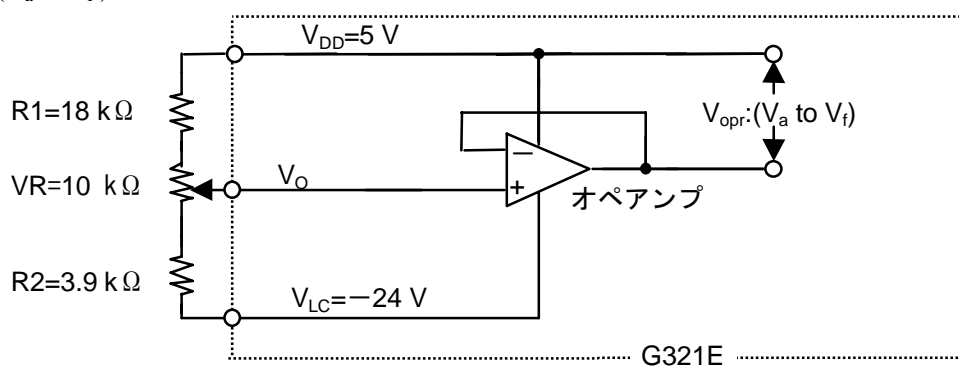 V_DD=5 V
R1=18 kΩ
V_opr:(V_a to V_f)
VR=10 kΩ
V_O
オペアンプ
R2=3.9 kΩ
V_LC=−24 V
G321E